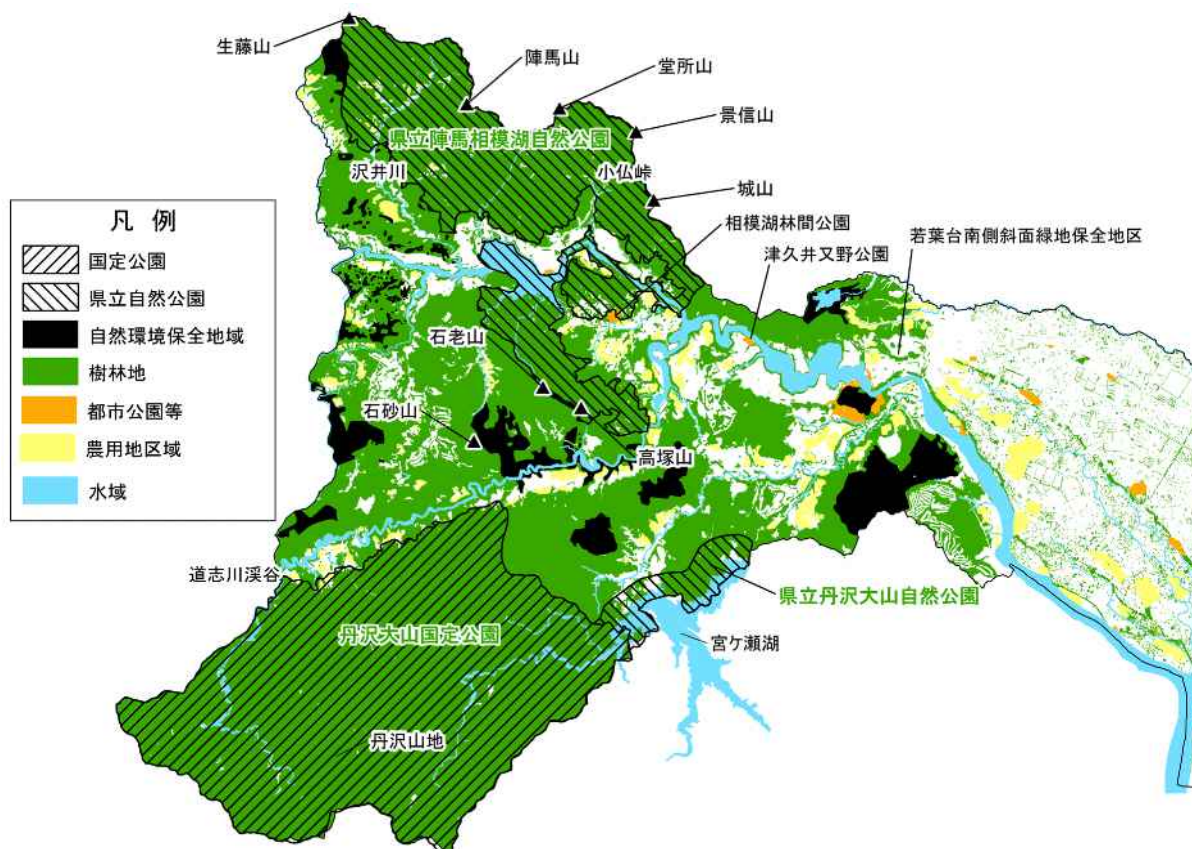 生藤山
陣馬山
堂所山
景信山
県立陣馬相模湖自然公園
沢井川
小仏峠
城山
相模湖林間公園
若葉台南側斜面緑地保全地区
津久井又野公園
凡 例
国定公園
県立自然公園
自然環境保全地域
樹林地
都市公園等
農用地区域
水域
石老山
石砂山
高塚山
道志川渓谷
県立丹沢大山自然公園
丹沢大山国定公園
宮ケ瀬湖
丹沢山地